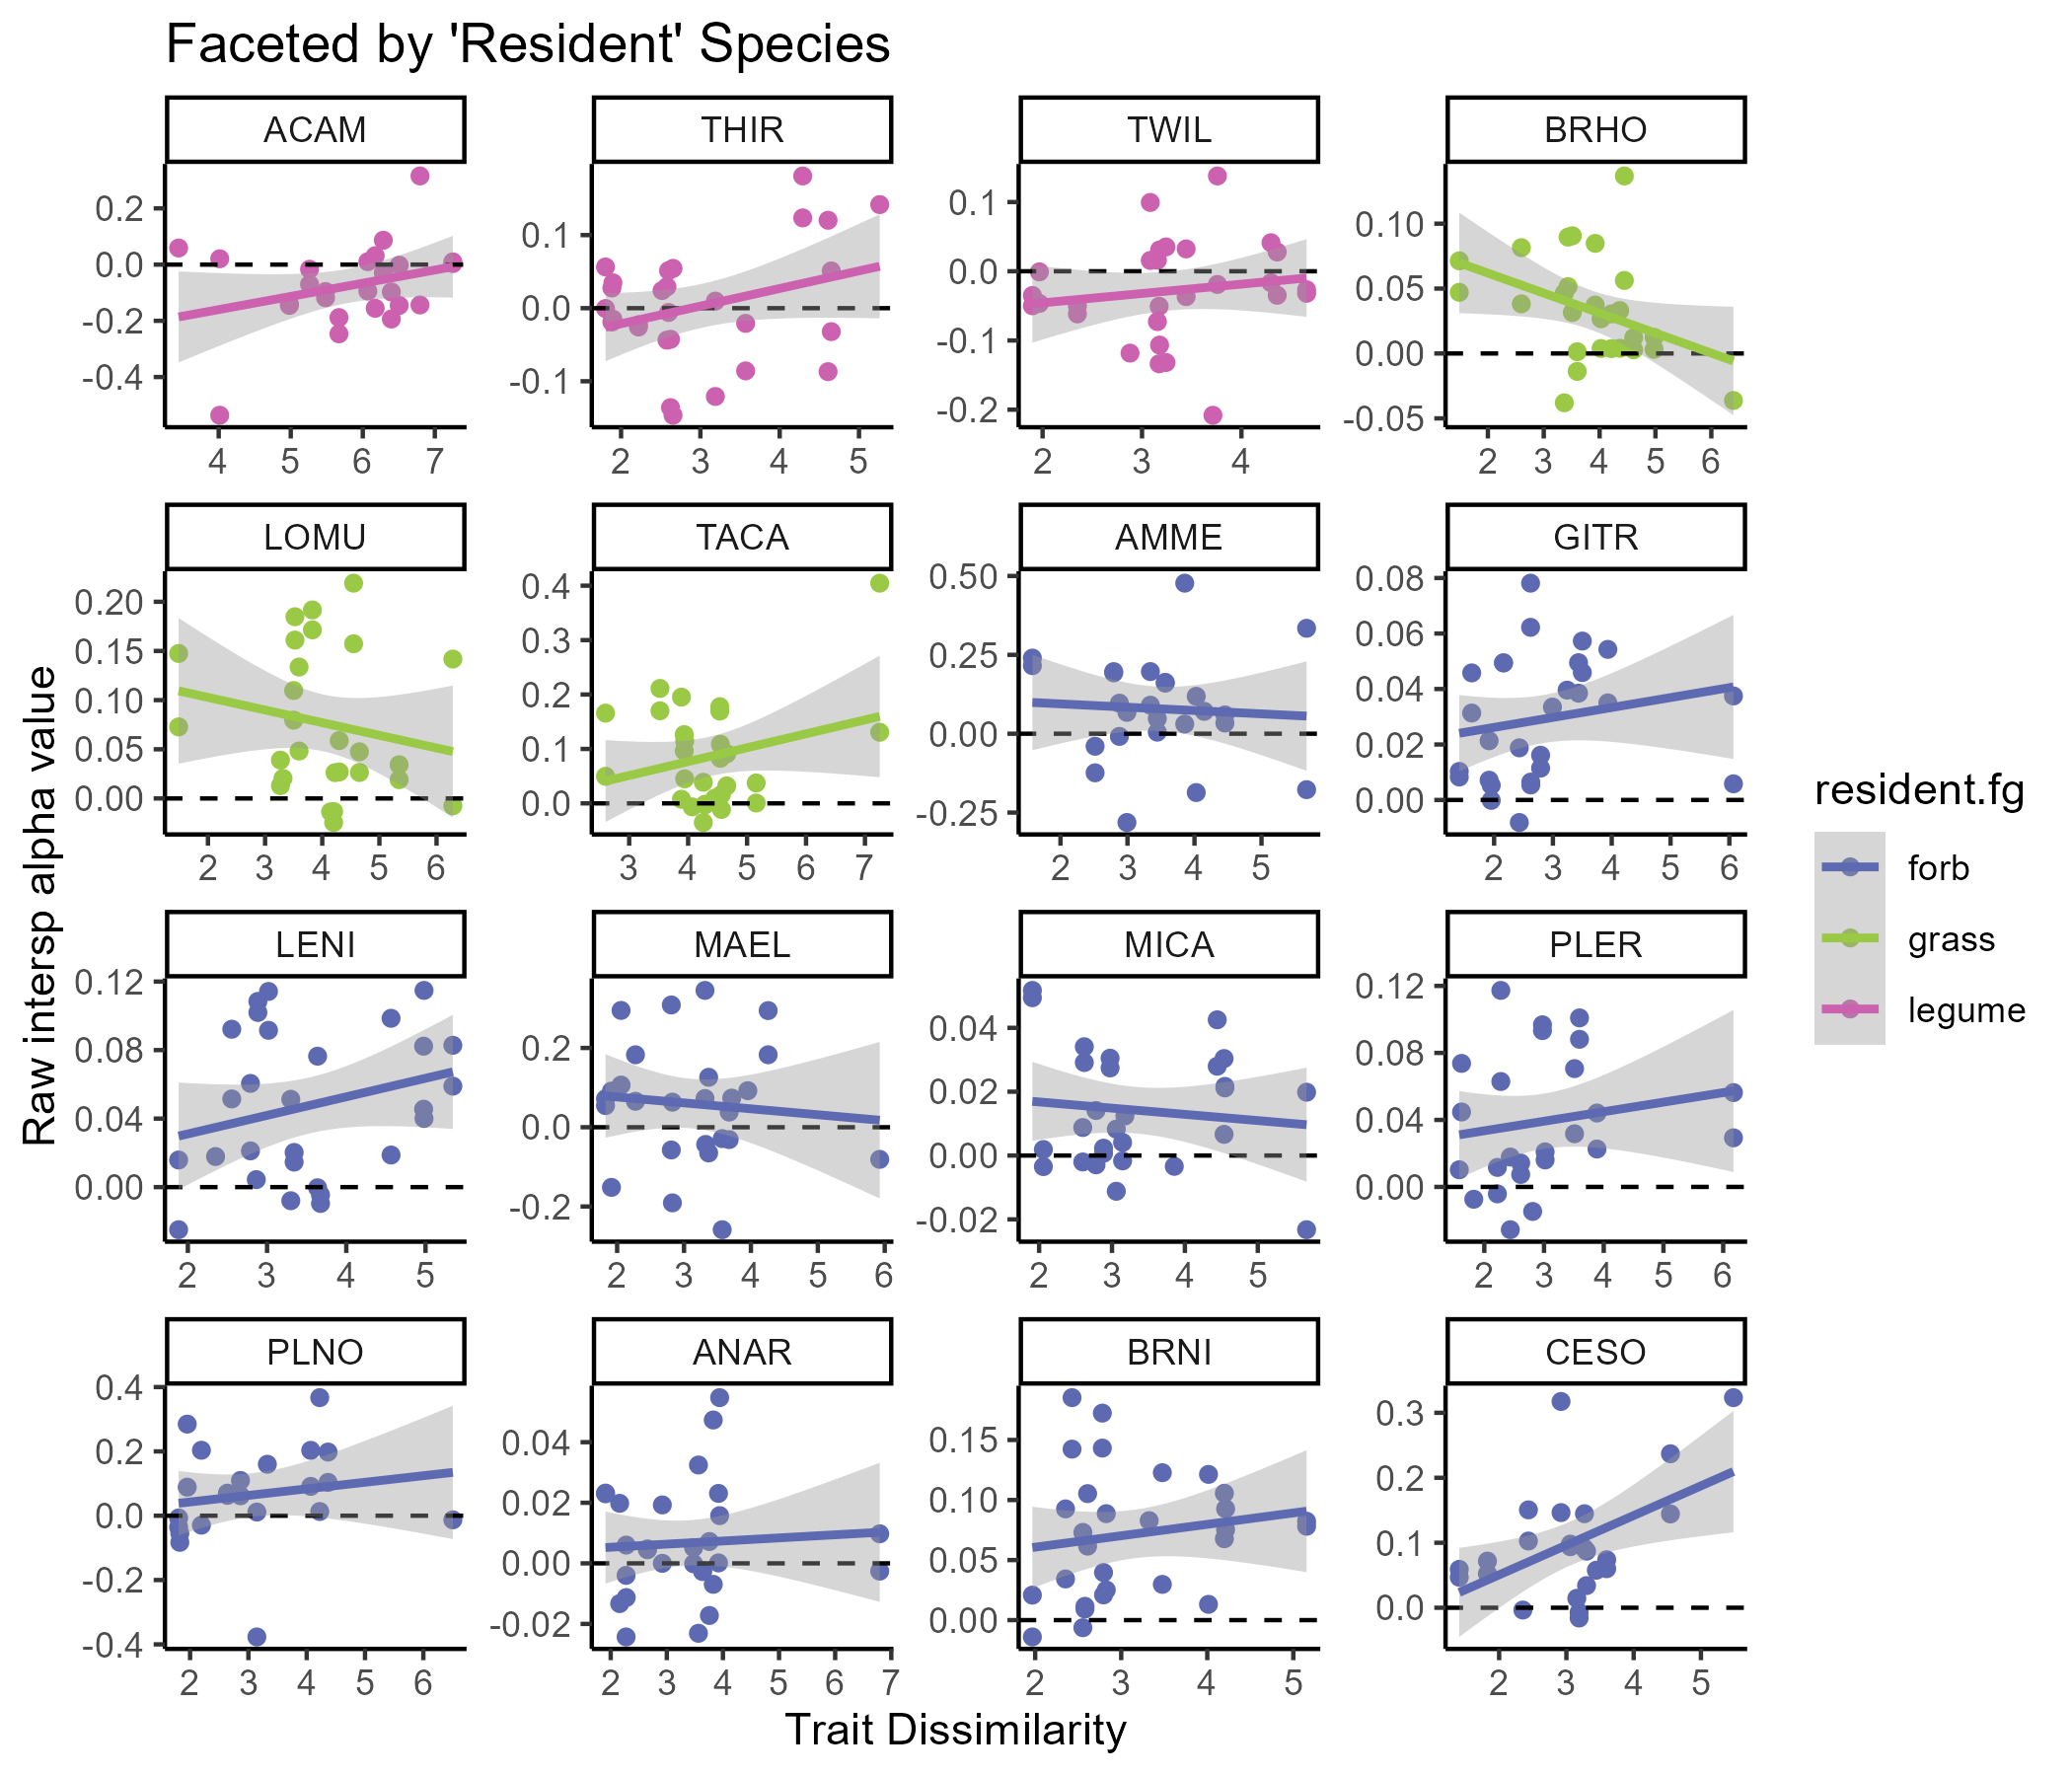 Faceted by 'Resident' Species
ACAM THIR TWIL BRHO
0.2
0.0
-0.2
-0.4
4 5 6 7
0.1
0.0
-0.1
2 3 4 5
0.1
0.0
-0.1
-0.2
2 3 4
0.10
0.05
0.00
-0.05
2 3 4 5 6
LOMU TACA AMME GITR
0.20
0.15
0.10
0.05
0.00
2 3 4 5 6
0.4
0.3
0.2
0.1
0.0
3 4 5 6 7
0.50
0.25
0.00
-0.25
2 3 4 5
0.08
0.06
0.04
0.02
0.00
2 3 4 5 6
LENI MAEL MICA PLER
0.12
0.08
0.04
0.00
2 3 4 5
0.2
0.0
-0.2
2 3 4 5 6
0.04
0.02
0.00
-0.02
2 3 4 5
0.12
0.08
0.04
0.00
2 3 4 5 6
PLNO ANAR BRNI CESO
0.4
0.2
0.0
-0.2
-0.4
2 3 4 5 6
0.04
0.02
0.00
-0.02
2 3 4 5 6 7
0.15
0.10
0.05
0.00
2 3 4 5
0.3
0.2
0.1
0.0
2 3 4 5
Raw intersp alpha value
Trait Dissimilarity
resident.fg
forb
grass
legume